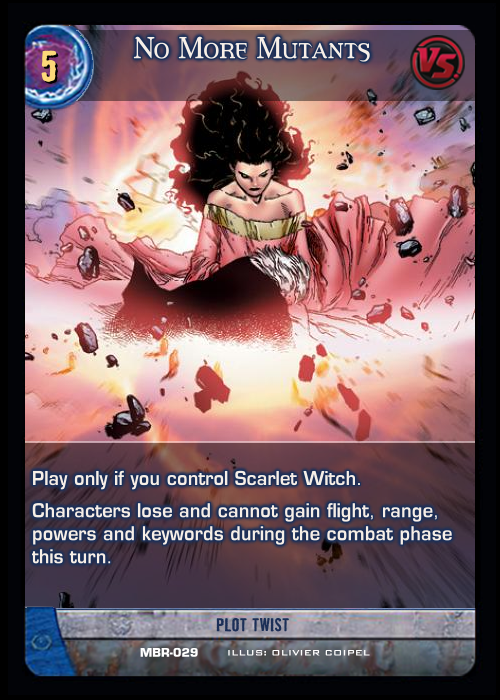 No More Mutants
5
VS.
Play only if you control Scarlet Witch.
Characters lose and cannot gain flight, range,
powers and keywords during the combat phase
this turn.
PLOT TWIST
MBR-029 ILLUS: OLIVIER COIPEL